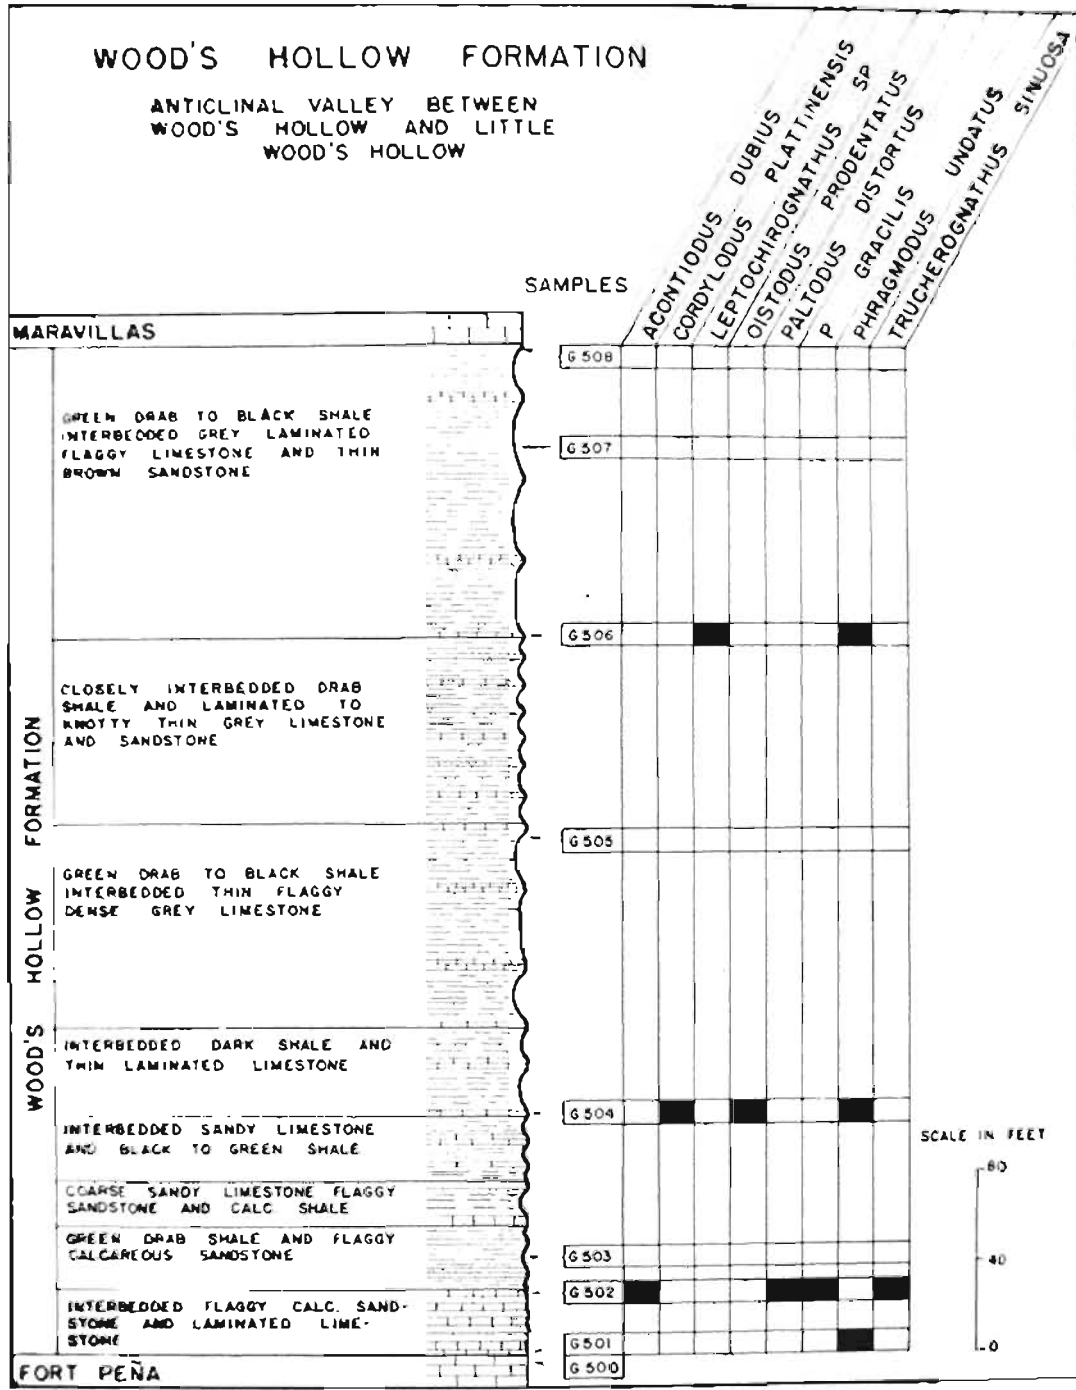 WOOD'S HOLLOW FORMATION
ANTICLINAL VALLEY BETWEEN
WOOD'S HOLLOW AND LITTLE
WOOD'S HOLLOW
SAMPLES
ACONTIODUS DUBIUS
CORDYLODUS PLATTINENSIS
LEPTOCHIROGNATHUS SP
OISTODUS PRODENTATUS
PALTODUS DISTORTUS
P GRACILIS
PHRAGMODUS UNDATUS
TRUCHEROGNATHUS SINUOSA
MARAVILLAS
G 508
GREEN DRAB TO BLACK SHALE
INTERBEDDED GREY LAMINATED
FLAGGY LIMESTONE AND THIN
BROWN SANDSTONE
G 507
G 506
CLOSELY INTERBEDDED DRAB
SHALE AND LAMINATED TO
KNOTTY THIN GREY LIMESTONE
AND SANDSTONE
WOOD'S HOLLOW FORMATION
G 505
GREEN DRAB TO BLACK SHALE
INTERBEDDED THIN FLAGGY
DENSE GREY LIMESTONE
INTERBEDDED DARK SHALE AND
THIN LAMINATED LIMESTONE
G 504
INTERBEDDED SANDY LIMESTONE
AND BLACK TO GREEN SHALE
SCALE IN FEET
80
40
0
COARSE SANDY LIMESTONE FLAGGY
SANDSTONE AND CALC SHALE
GREEN DRAB SHALE AND FLAGGY
CALCAREOUS SANDSTONE
G 503
G 502
INTERBEDDED FLAGGY CALC. SAND-
STONE AND LAMINATED LIME-
STONE
G 501
G 500
FORT PEÑA